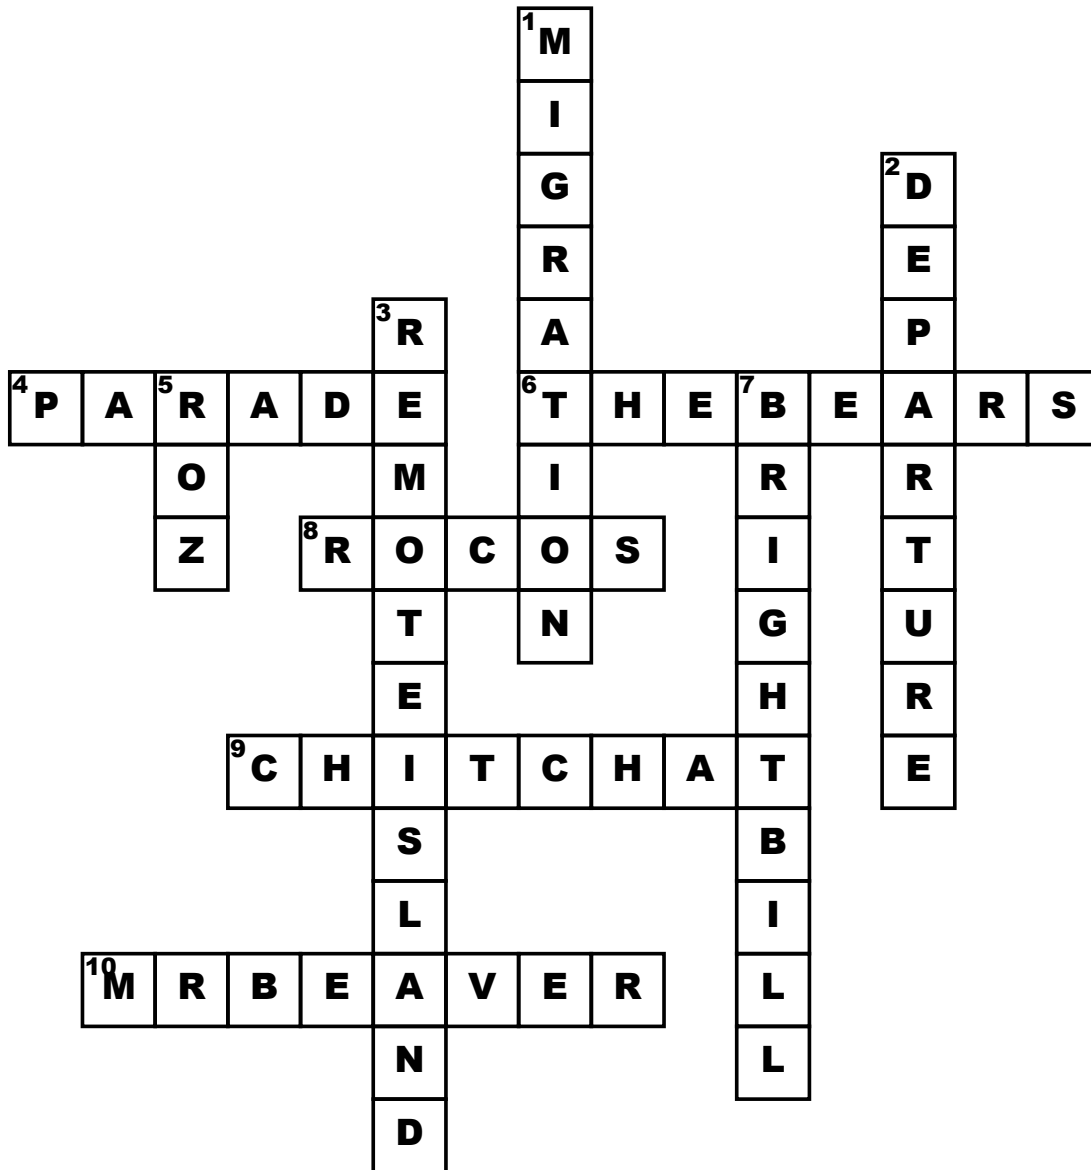 1 M
I
G 2 D
R E
3 R A P
4 P A 5 R A D E 6 T H E 7 B E A R S
O M I R R
Z 8 R O C O S I T
T N G U
E H R
9 C H I T C H A T E
S B
L I
10 M R B E A V E R L
N L
D